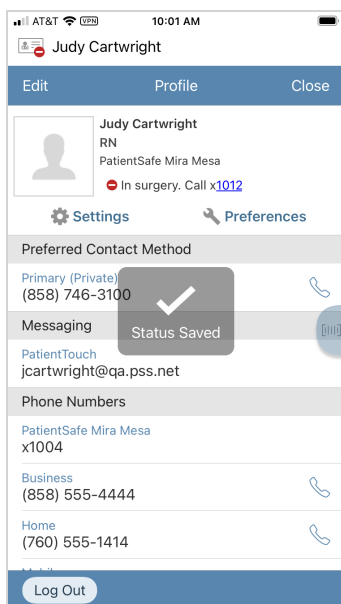 AT&T VPN 10:01 AM
Judy Cartwright
Edit Profile Close
Judy Cartwright
RN
PatientSafe Mira Mesa
In surgery. Call x1012
Settings Preferences
Preferred Contact Method
Primary (Private)
(858) 746-3100
Messaging
Status Saved
PatientTouch
jcartwright@qa.pss.net
Phone Numbers
PatientSafe Mira Mesa
x1004
Business
(858) 555-4444
Home
(760) 555-1414
Log Out